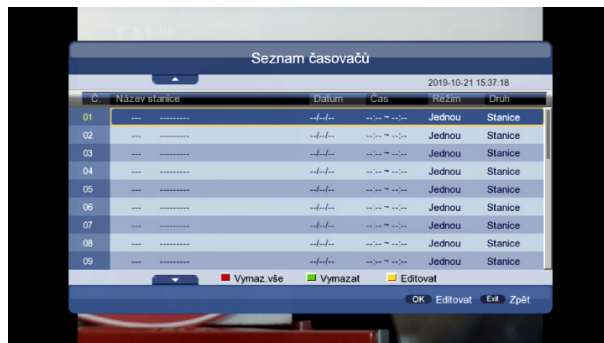 Seznam časovačů
2019-10-21 15:37:18
Č. Název stanice Datum Čas Režim Druh
01 --- --------- --/--/-- --:-- ~ --:-- Jednou Stanice
02 --- --------- --/--/-- --:-- ~ --:-- Jednou Stanice
03 --- --------- --/--/-- --:-- ~ --:-- Jednou Stanice
04 --- --------- --/--/-- --:-- ~ --:-- Jednou Stanice
05 --- --------- --/--/-- --:-- ~ --:-- Jednou Stanice
06 --- --------- --/--/-- --:-- ~ --:-- Jednou Stanice
07 --- --------- --/--/-- --:-- ~ --:-- Jednou Stanice
08 --- --------- --/--/-- --:-- ~ --:-- Jednou Stanice
09 --- --------- --/--/-- --:-- ~ --:-- Jednou Stanice
Vymaz.vše Vymazat Editovat
OK Editovat Exit Zpět